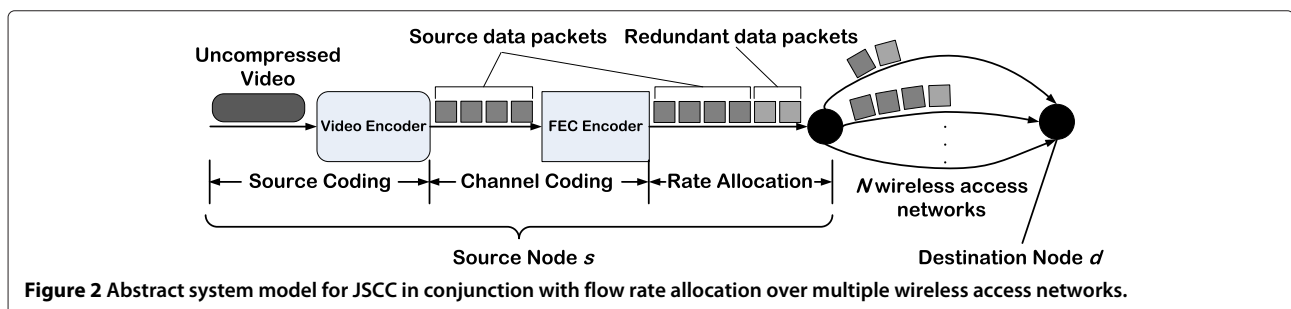 Uncompressed
Video
Source data packets
Redundant data packets
Video Encoder
FEC Encoder
Source Coding
Channel Coding
Rate Allocation
N wireless access
networks
Source Node s
Destination Node d
Figure 2 Abstract system model for JSCC in conjunction with flow rate allocation over multiple wireless access networks.